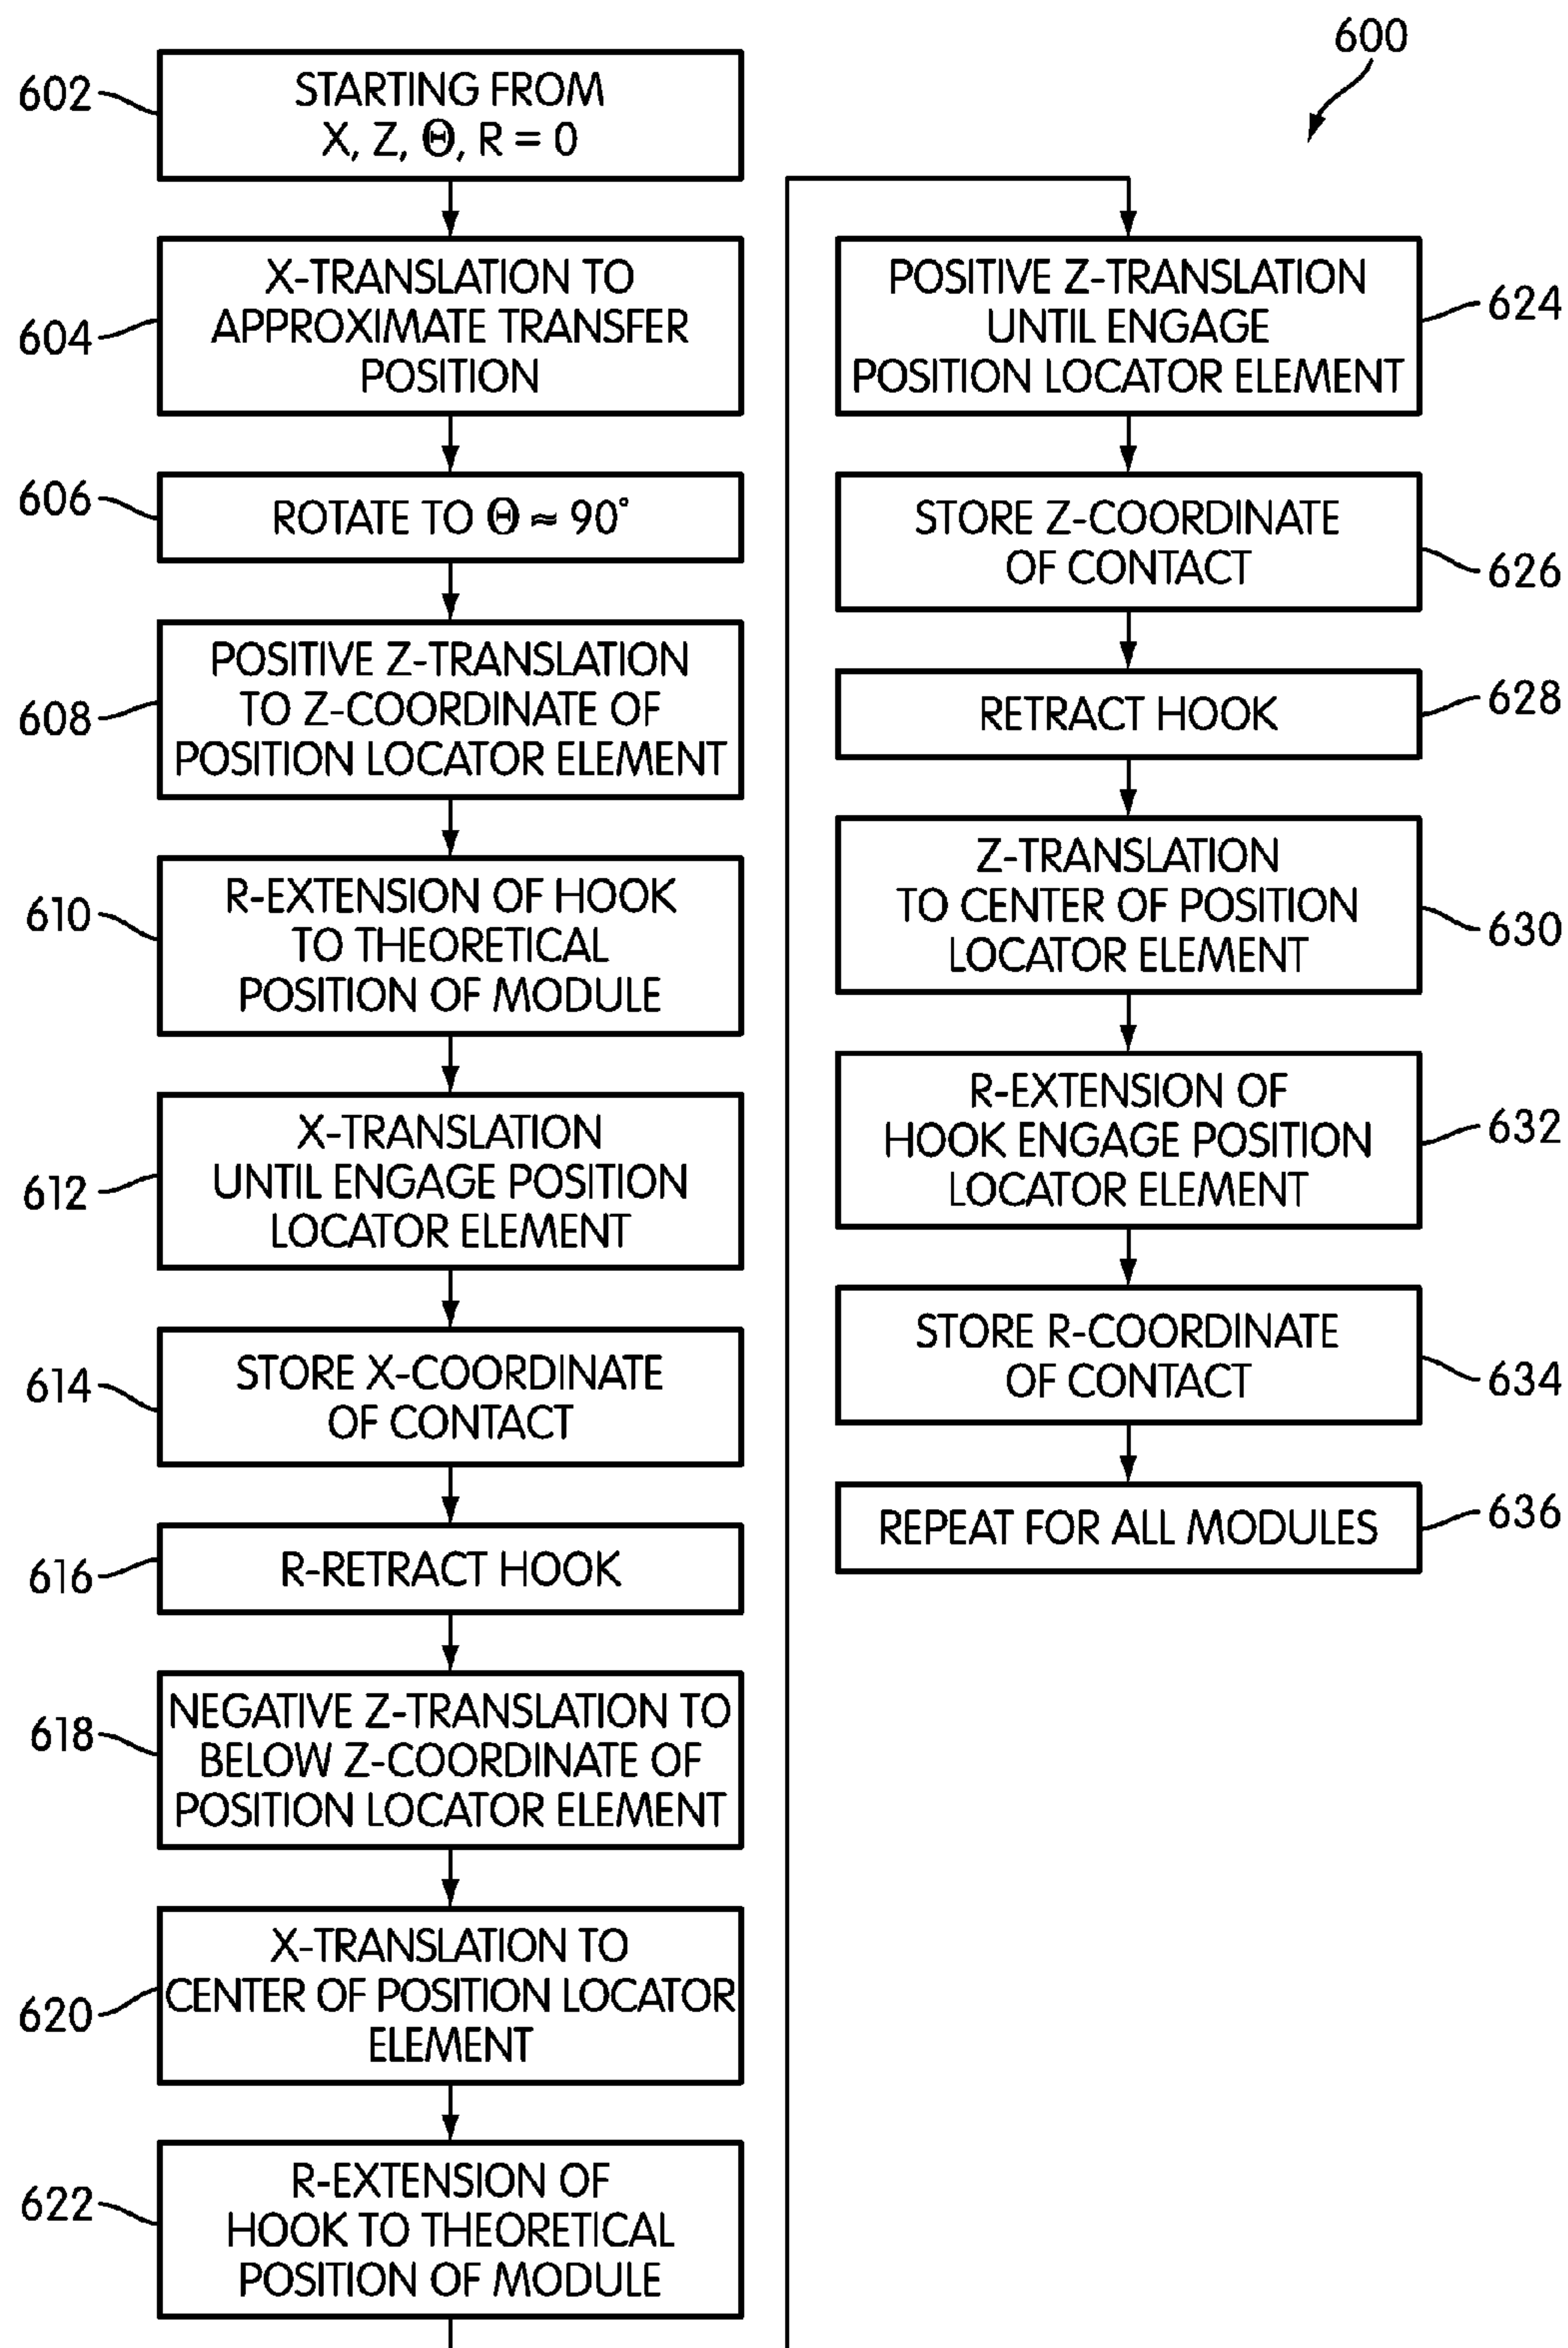 600
602
STARTING FROM
X, Z, Θ, R = 0
604
X-TRANSLATION TO
APPROXIMATE TRANSFER
POSITION
606
ROTATE TO Θ ≈ 90°
608
POSITIVE Z-TRANSLATION
TO Z-COORDINATE OF
POSITION LOCATOR ELEMENT
610
R-EXTENSION OF HOOK
TO THEORETICAL
POSITION OF MODULE
612
X-TRANSLATION
UNTIL ENGAGE POSITION
LOCATOR ELEMENT
614
STORE X-COORDINATE
OF CONTACT
616
R-RETRACT HOOK
618
NEGATIVE Z-TRANSLATION TO
BELOW Z-COORDINATE OF
POSITION LOCATOR ELEMENT
620
X-TRANSLATION TO
CENTER OF POSITION LOCATOR
ELEMENT
622
R-EXTENSION OF
HOOK TO THEORETICAL
POSITION OF MODULE
POSITIVE Z-TRANSLATION
UNTIL ENGAGE
POSITION LOCATOR ELEMENT
624
STORE Z-COORDINATE
OF CONTACT
626
RETRACT HOOK
628
Z-TRANSLATION
TO CENTER OF POSITION
LOCATOR ELEMENT
630
R-EXTENSION OF
HOOK ENGAGE POSITION
LOCATOR ELEMENT
632
STORE R-COORDINATE
OF CONTACT
634
REPEAT FOR ALL MODULES
636